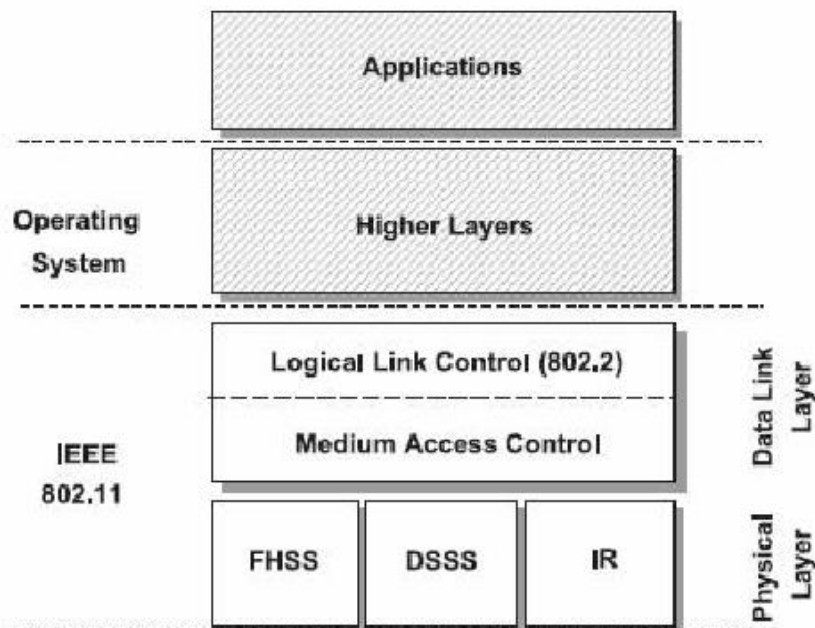 Applications
Operating
System
Higher Layers
Logical Link Control (802.2)
Medium Access Control
Data Link
Layer
IEEE
802.11
FHSS
DSSS
IR
Physical
Layer